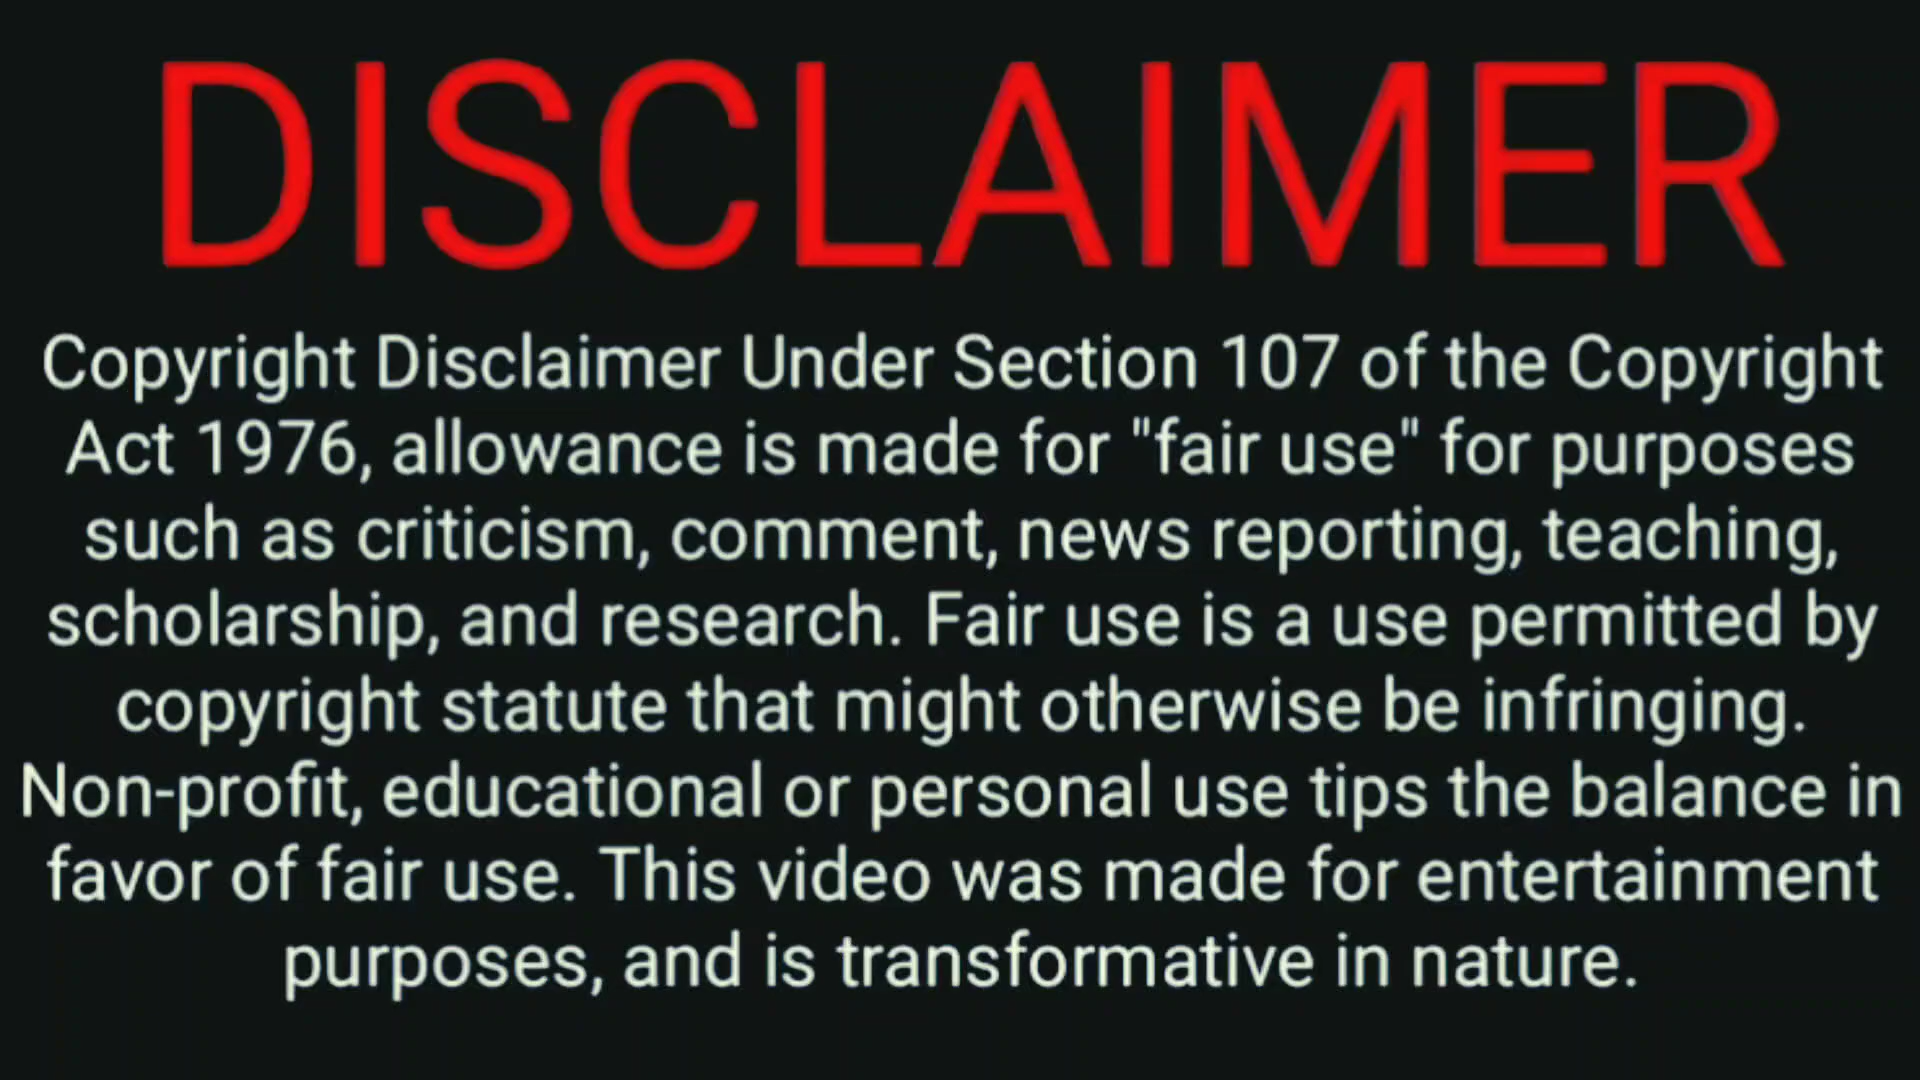 DISCLAIMER
Copyright Disclaimer Under Section 107 of the Copyright
Act 1976, allowance is made for "fair use" for purposes
such as criticism, comment, news reporting, teaching,
scholarship, and research. Fair use is a use permitted by
copyright statute that might otherwise be infringing.
Non-profit, educational or personal use tips the balance in
favor of fair use. This video was made for entertainment
purposes, and is transformative in nature.